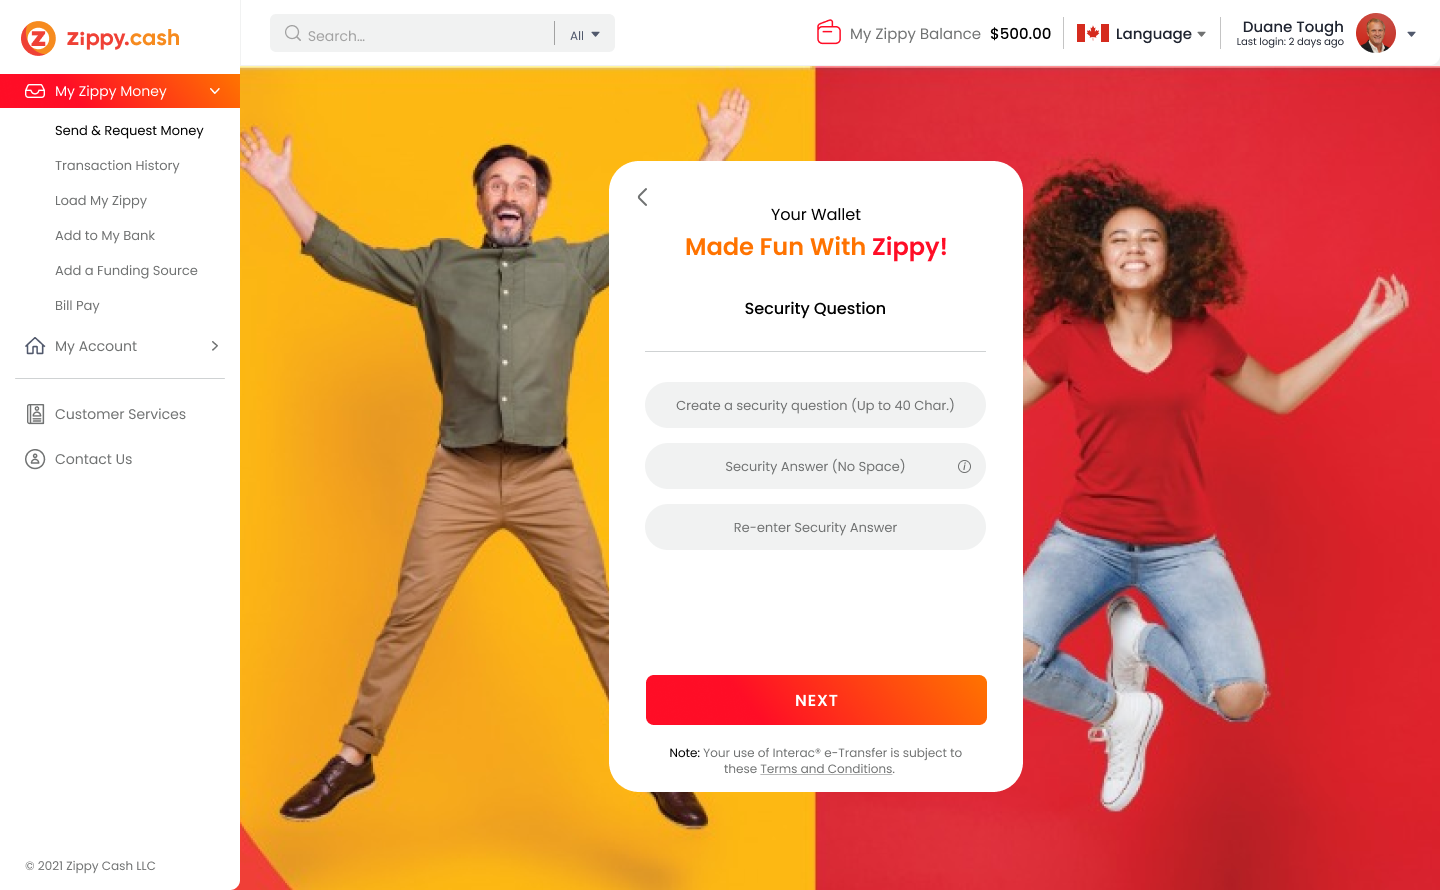 zippy.cash
Search...
All
My Zippy Balance $500.00
Language
Duane Tough
Last login: 2 days ago
My Zippy Money
Send & Request Money
Transaction History
Load My Zippy
Add to My Bank
Add a Funding Source
Bill Pay
My Account
Customer Services
Contact Us
© 2021 Zippy Cash LLC
Your Wallet
Made Fun With Zippy!
Security Question
Create a security question (Up to 40 Char.)
Security Answer (No Space)
Re-enter Security Answer
NEXT
Note: Your use of Interac® e-Transfer is subject to
these Terms and Conditions.